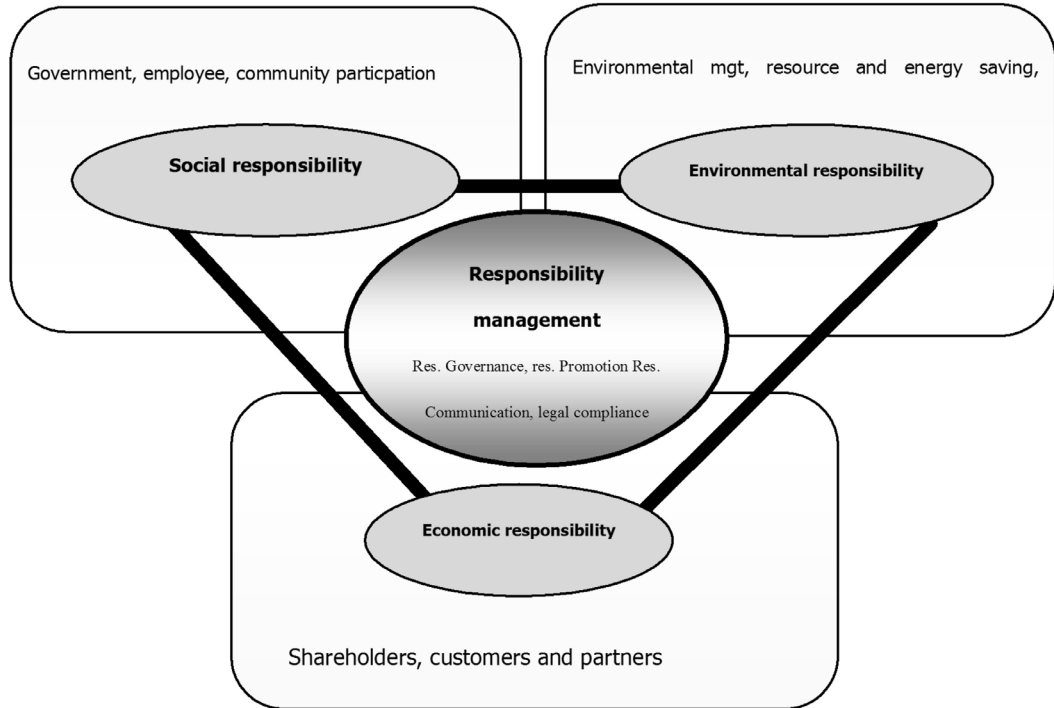 Government, employee, community particpation
Environmental mgt, resource and energy saving,
Social responsibility
Environmental responsibility
Responsibility
management
Res. Governance, res. Promotion Res.
Communication, legal compliance
Economic responsibility
Shareholders, customers and partners